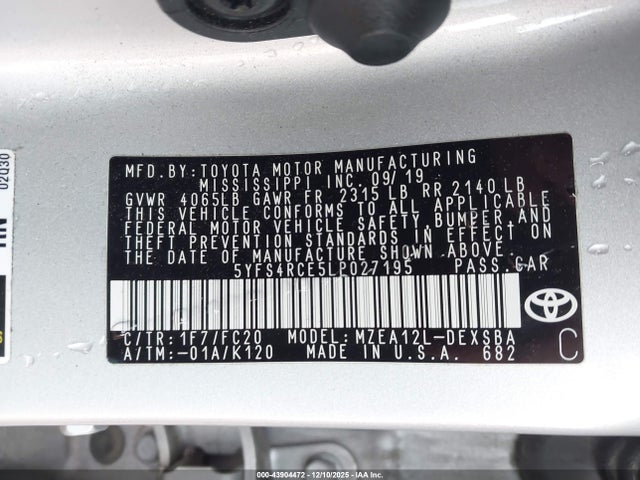 MFD.BY: TOYOTA MOTOR MANUFACTURING
MISSISSIPPI INC. 09/19
GVWR 4065LB GAWR FR 2315 LB RR 2140 LB
THIS VEHICLE CONFORMS TO ALL APPLICABLE
FEDERAL MOTOR VEHICLE SAFETY, BUMPER AND
THEFT PREVENTION STANDARDS IN EFFECT ON
THE DATE OF MANUFACTURE SHOWN ABOVE.
5YFS4RCE5LP027195 PASS.CAR
C/TR: 1F7/FC20 MODEL: MZEA12L-DEXSBA
A/TM: -01A/K120 MADE IN U.S.A. 682
TOYOTA
C
02Q30
000-43904472 - 12/10/2025 - IAA Inc.